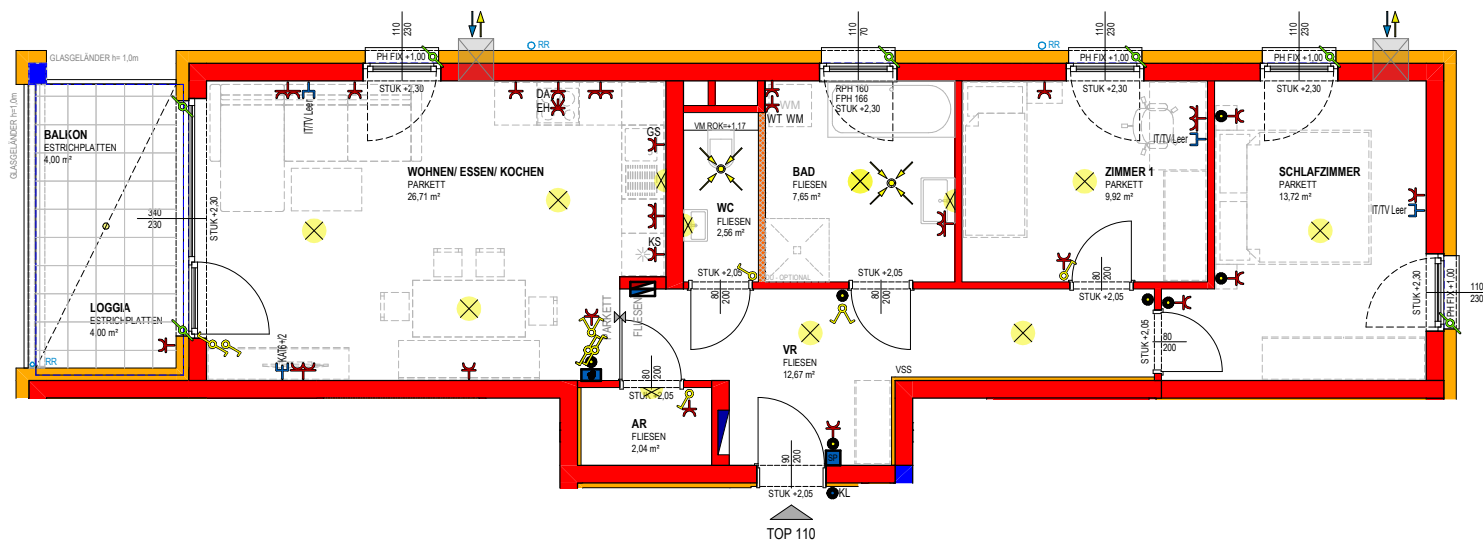 GLASGELÄNDER h= 1,0m
GLASGELÄNDER h=1,0m
BALKON
ESTRICHPLATTEN
4,00 m²
LOGGIA
ESTRICHPLATTEN
4,00 m²
RR
340
230
STUK +2,30
110
230
PH FIX +1,00
STUK +2,30
IT/TV Leer
WOHNEN/ ESSEN/ KOCHEN
PARKETT
26,71 m²
KAT6+/2
RR
DA
EH
GS
KS
PARKETT
FLIESEN
80
200
STUK +2,05
AR
FLIESEN
2,04 m²
VM ROK=+1,17
WC
FLIESEN
2,56 m²
STUK +2,05
80
200
110
70
RPH 160
FPH 166
STUK +2,30
WM
WT WM
BAD
FLIESEN
7,65 m²
- OPTIONAL
STUK +2,05
80
200
VR
FLIESEN
12,67 m²
VSS
SP
90
200
STUK +2,05
KL
TOP 110
RR
110
230
PH FIX +1,00
STUK +2,30
IT/TV Leer
ZIMMER 1
PARKETT
9,92 m²
80
200
STUK +2,05
STUK +2,05
80
200
110
230
PH FIX +1,00
STUK +2,30
SCHLAFZIMMER
PARKETT
13,72 m²
IT/TV Leer
STUK +2,30
PH FIX +1,00
110
230